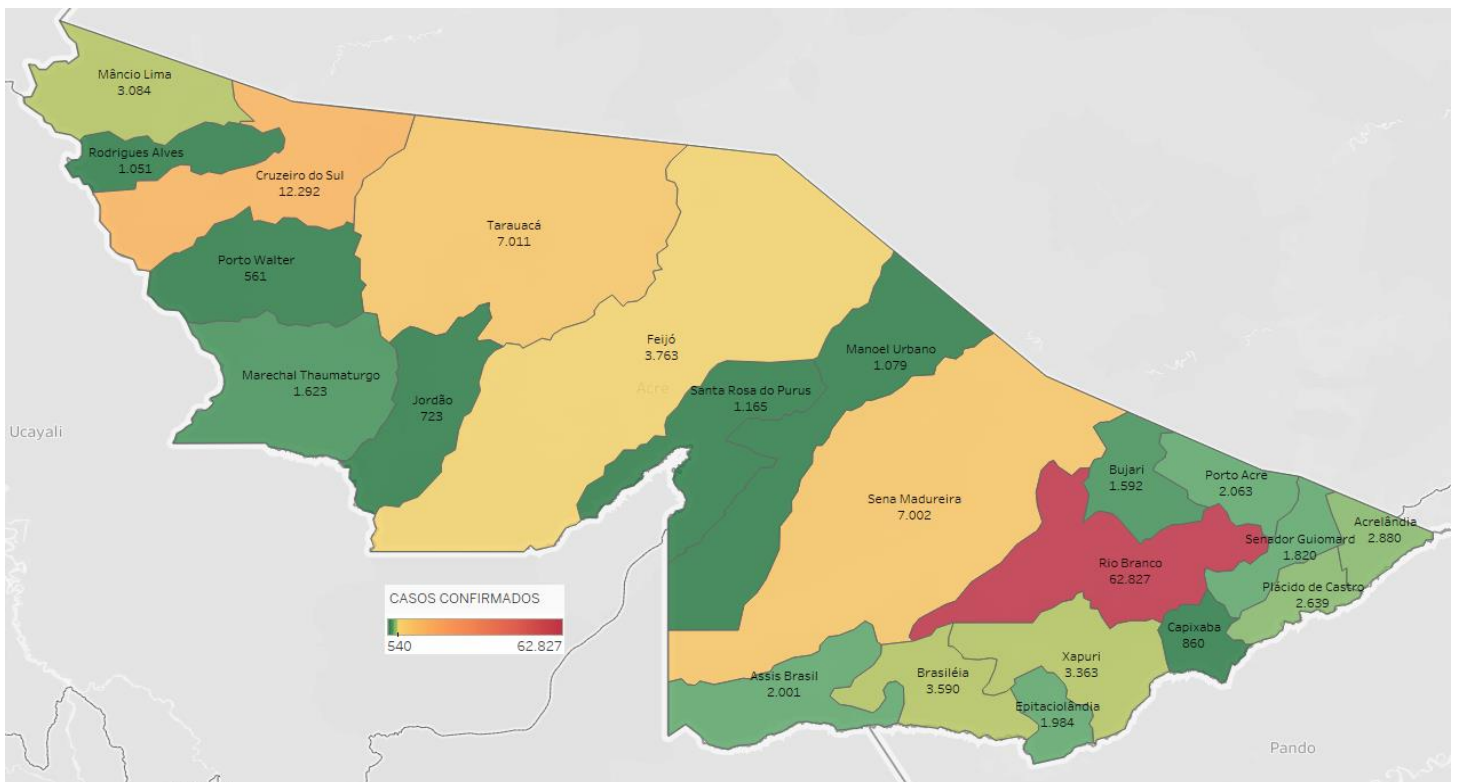 Mâncio Lima
3.084
Rodrigues Alves
1.051
Cruzeiro do Sul
12.292
Tarauacá
7.011
Porto Walter
561
Feijó
3.763
Manoel Urbano
1.079
Marechal Thaumaturgo
1.623
Jordão
723
Santa Rosa do Purus
1.165
Acre
Ucayali
Sena Madureira
7.002
Bujari
1.592
Porto Acre
2.063
Acrelândia
2.880
Senador Guiomard
1.820
Rio Branco
62.827
Plácido de Castro
2.639
CASOS CONFIRMADOS
540
62.827
Capixaba
860
Xapuri
3.363
Brasiléia
3.590
Assis Brasil
2.001
Epitaciolândia
1.984
Pando